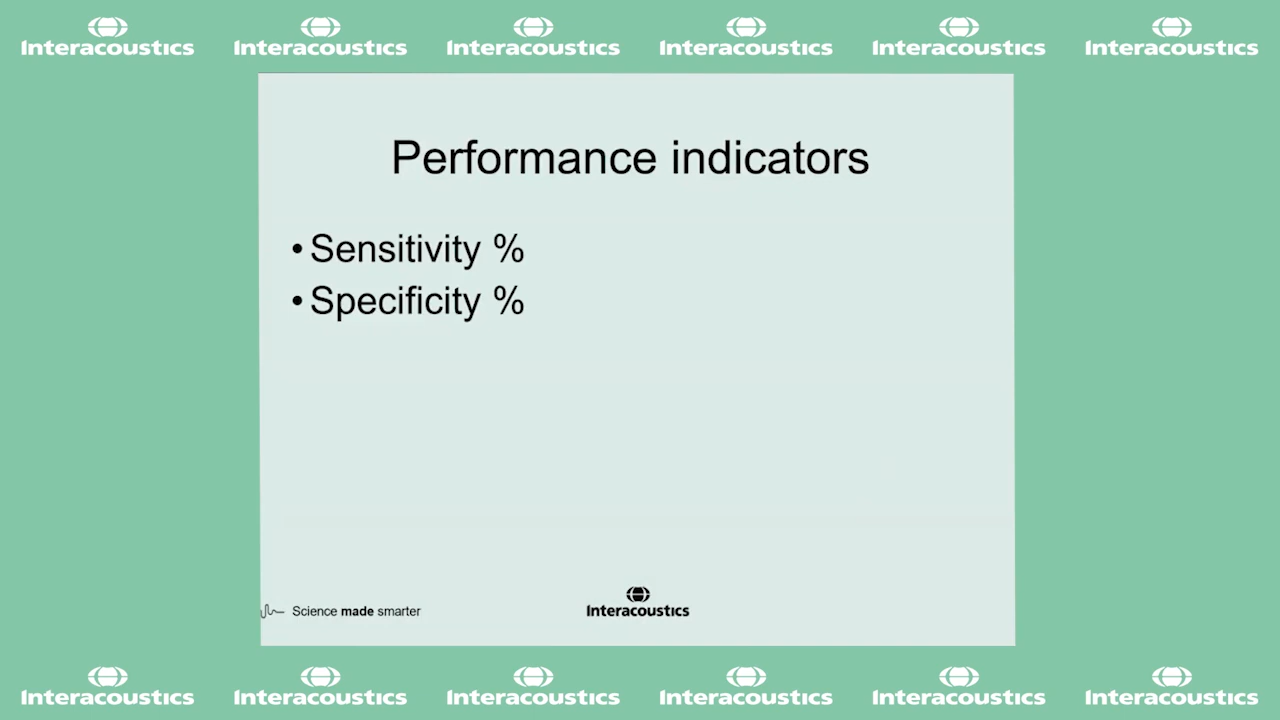 Interacoustics Interacoustics Interacoustics Interacoustics Interacoustics Interacoustics
Performance indicators
• Sensitivity %
• Specificity %
Science made smarter
Interacoustics
Interacoustics Interacoustics Interacoustics Interacoustics Interacoustics Interacoustics